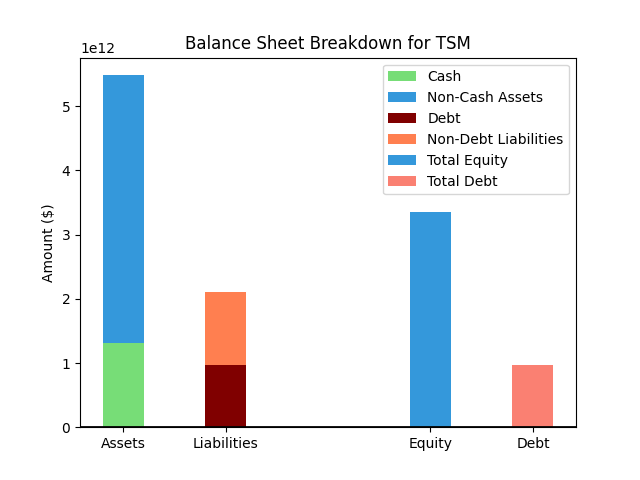 Balance Sheet Breakdown for TSM
1e12
Cash
Non-Cash Assets
Debt
Non-Debt Liabilities
Total Equity
Total Debt
Amount ($)
5
4
3
2
1
0
Assets Liabilities Equity Debt